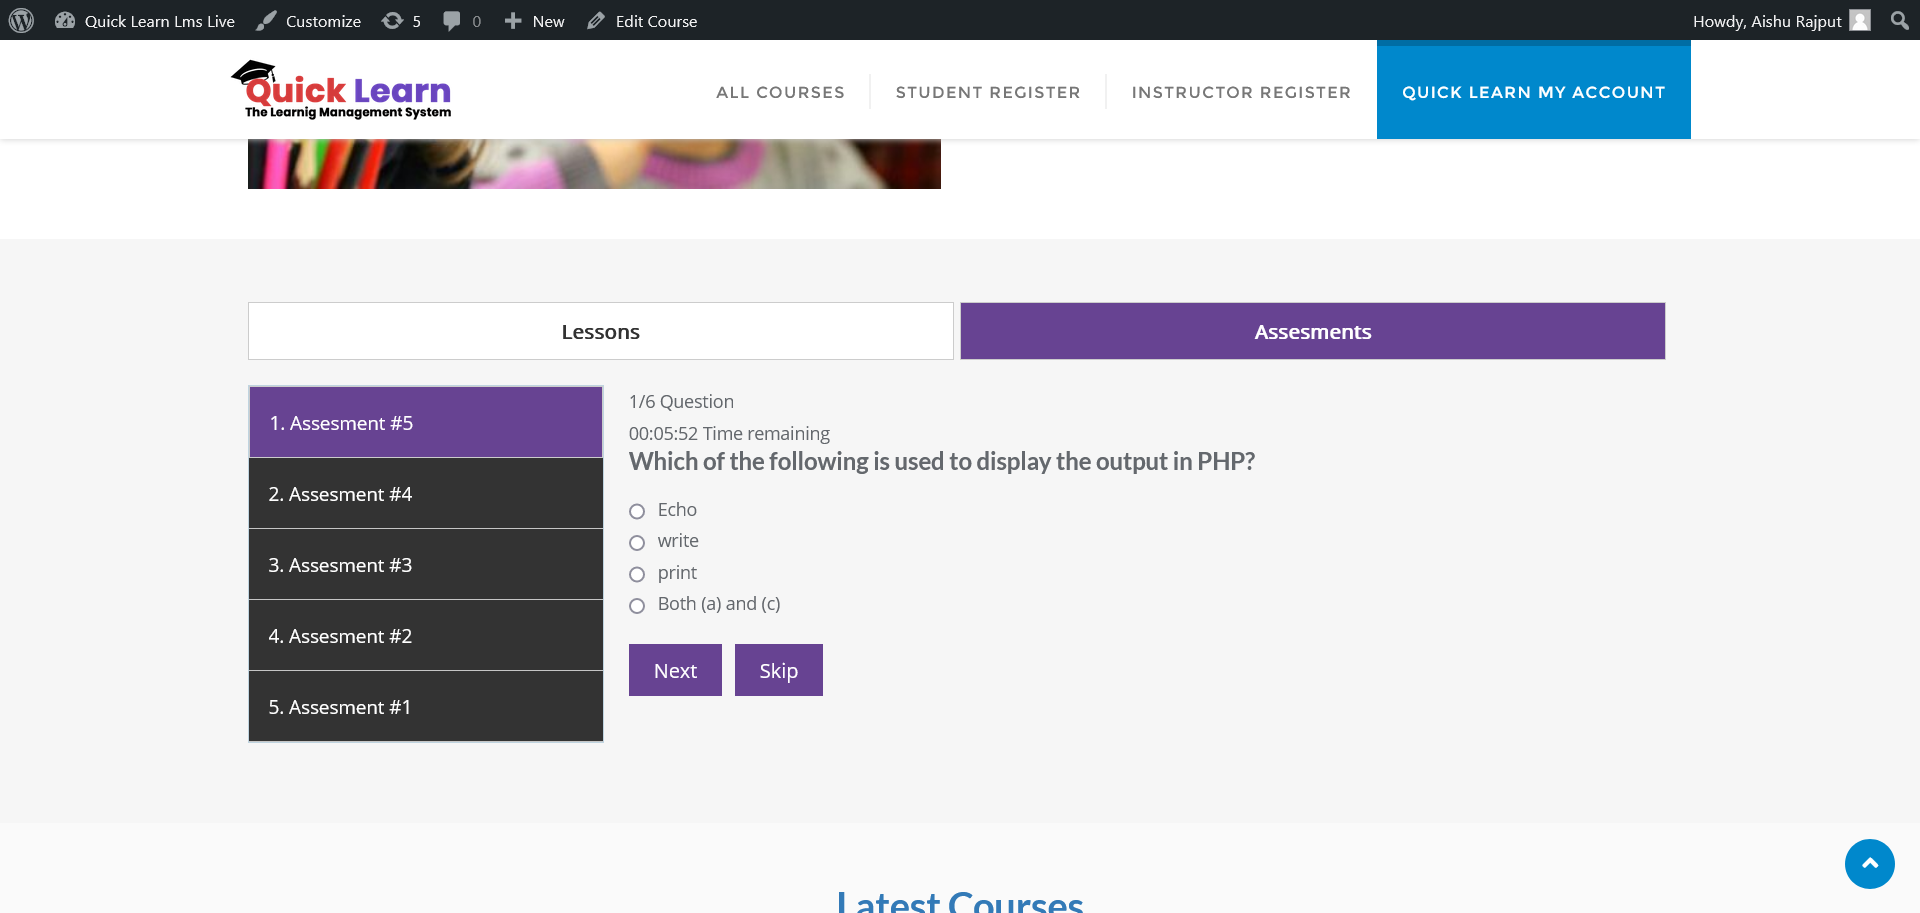 Quick Learn Lms Live
Customize
5
0
New
Edit Course
Howdy, Aishu Rajput
Quick Learn
The Learnig Management System
ALL COURSES
STUDENT REGISTER
INSTRUCTOR REGISTER
QUICK LEARN MY ACCOUNT
Lessons
Assesments
1. Assesment #5
2. Assesment #4
3. Assesment #3
4. Assesment #2
5. Assesment #1
1/6 Question
00:05:52 Time remaining
Which of the following is used to display the output in PHP?
Echo
write
print
Both (a) and (c)
Next
Skip
Latest Courses